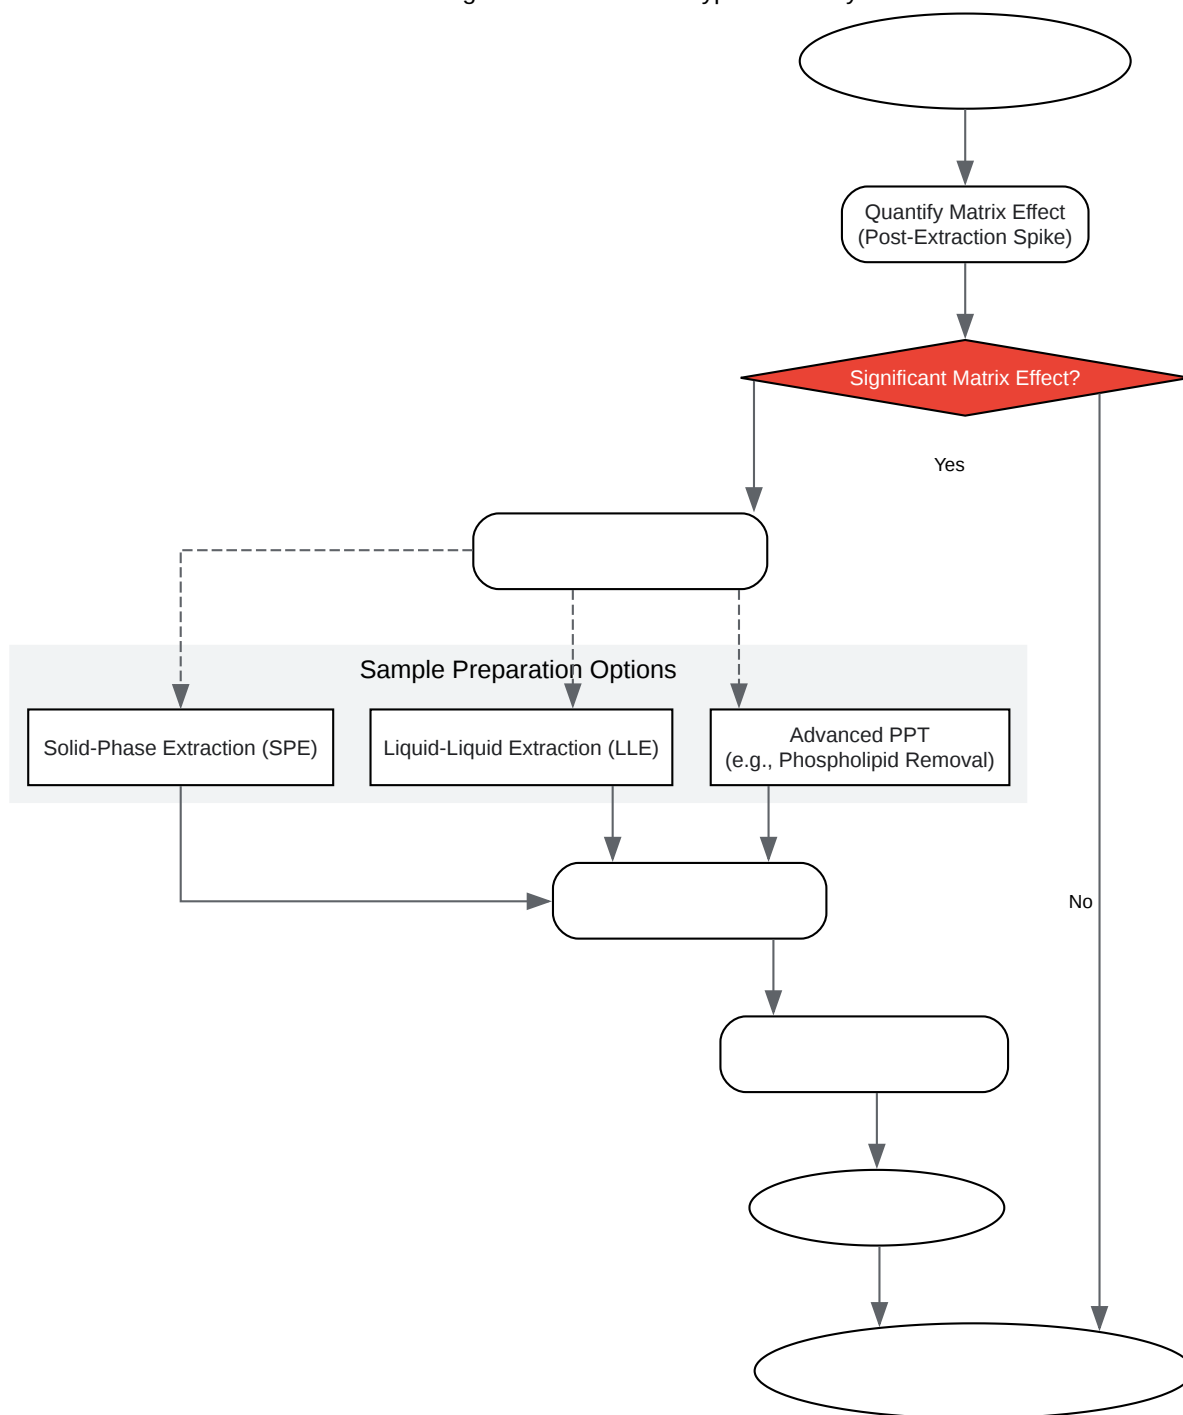 Quantify Matrix Effect
(Post-Extraction Spike)
Significant Matrix Effect?
Yes
Sample Preparation Options
Solid-Phase Extraction (SPE)
Liquid-Liquid Extraction (LLE)
Advanced PPT
(e.g., Phospholipid Removal)
No